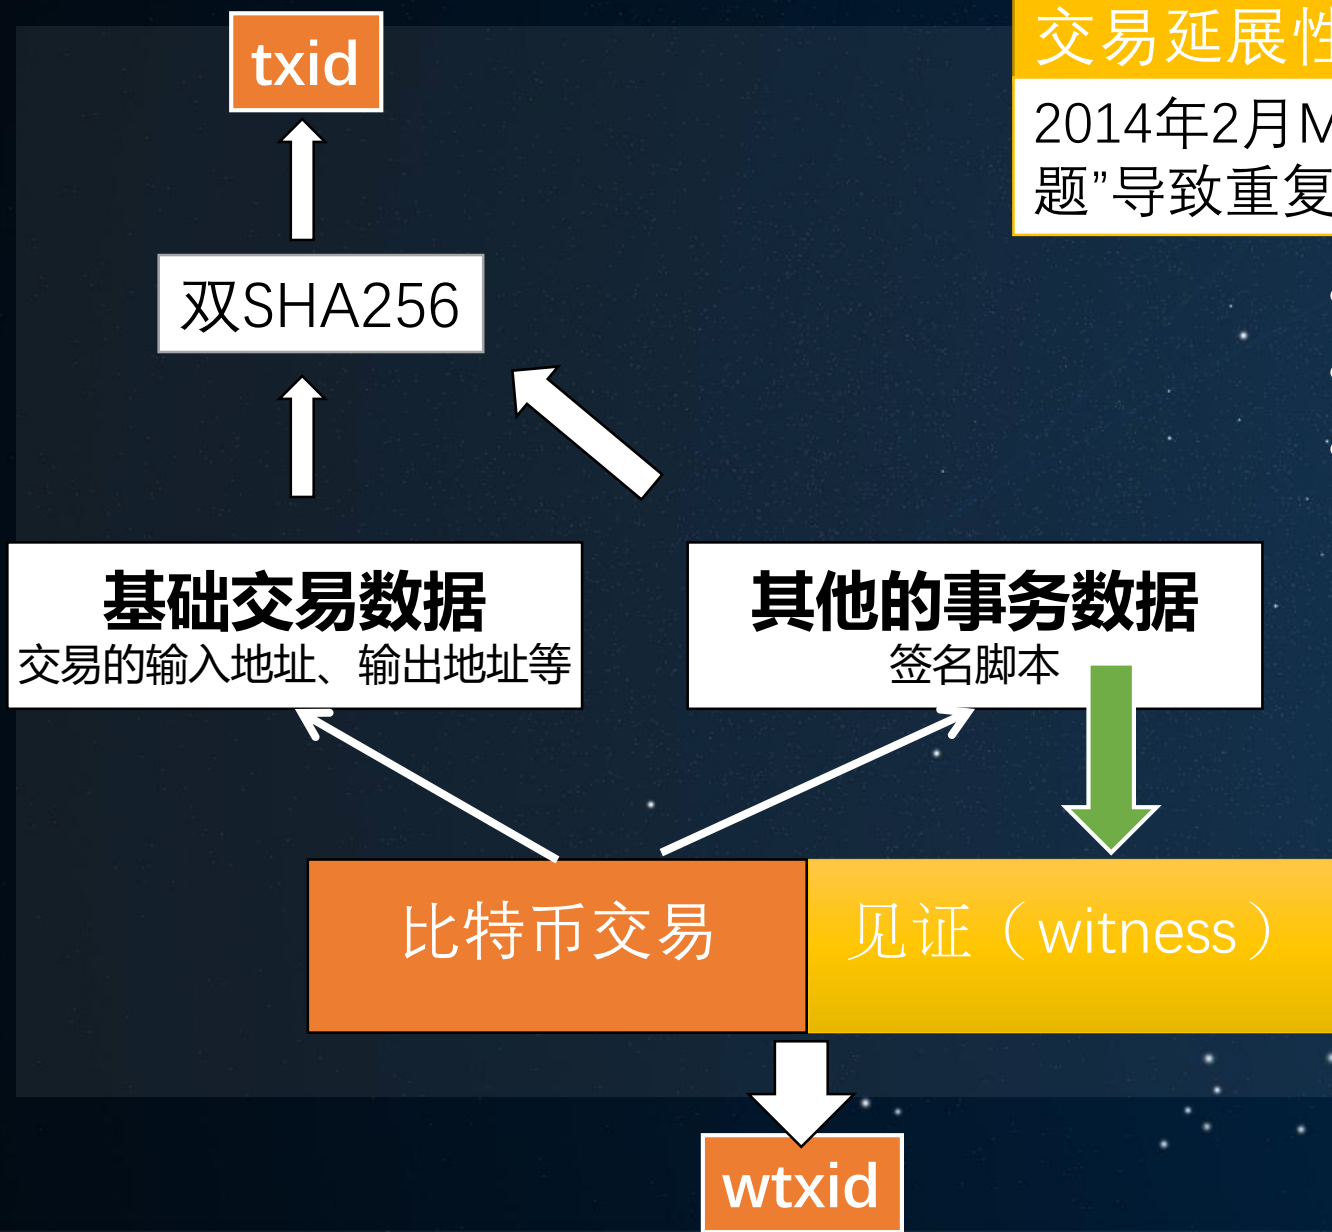 txid
交易延展性
2014年2月M
题”导致重复
双SHA256
基础交易数据
交易的输入地址、输出地址等
其他的事务数据
签名脚本
比特币交易
见证（witness）
wtxid